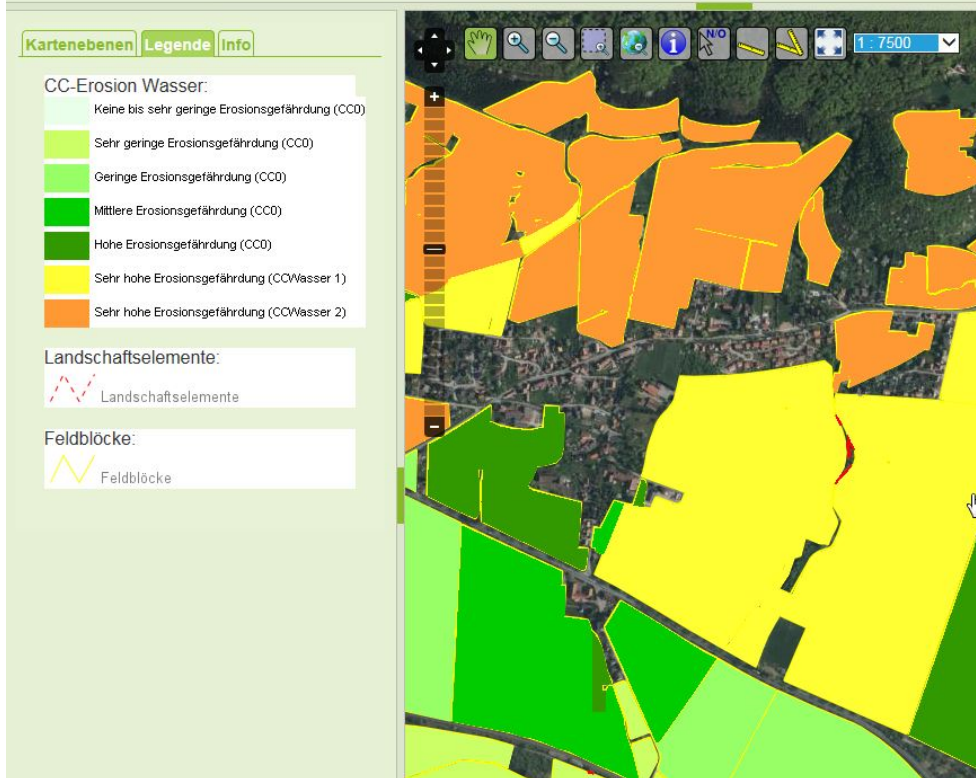 Kartenebenen Legende Info
CC-Erosion Wasser:
Keine bis sehr geringe Erosionsgefährdung (CC0)
Sehr geringe Erosionsgefährdung (CC0)
Geringe Erosionsgefährdung (CC0)
Mittlere Erosionsgefährdung (CC0)
Hohe Erosionsgefährdung (CC0)
Sehr hohe Erosionsgefährdung (CCWasser 1)
Sehr hohe Erosionsgefährdung (CCWasser 2)
Landschaftselemente:
Landschaftselemente
Feldblöcke:
Feldblöcke
N/O
1 : 7500